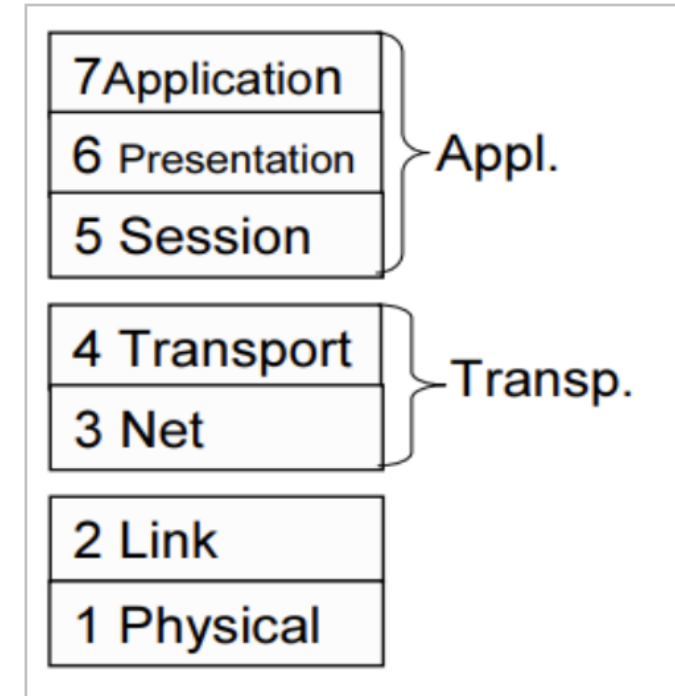 7Application
6 Presentation
Appl.
5 Session
4 Transport
Transp.
3 Net
2 Link
1 Physical